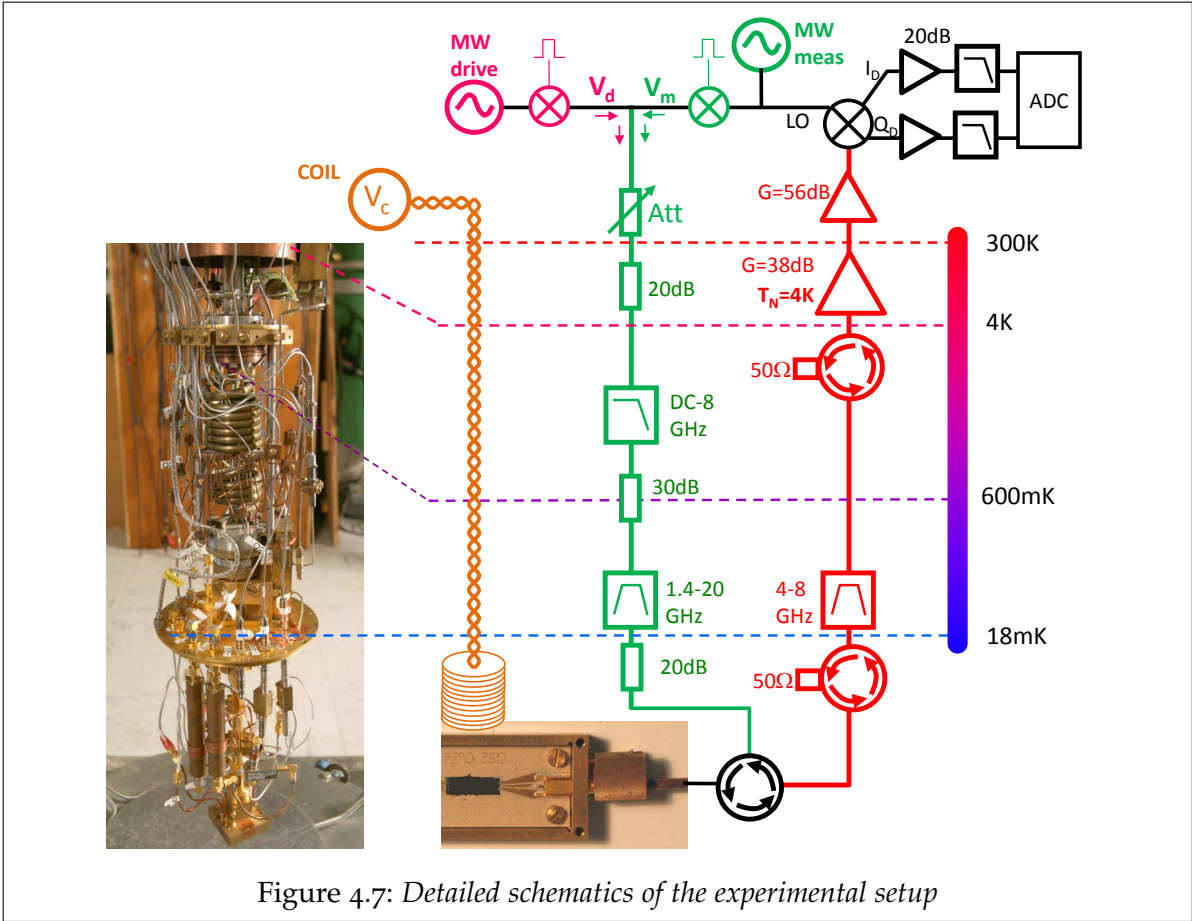 MW
drive
MW
meas
V_d
V_m
LO
I_D
Q_D
20dB
ADC
COIL
V_c
Att
G=56dB
300K
20dB
G=38dB
T_N=4K
4K
50Ω
DC-8
GHz
30dB
600mK
1.4-20
GHz
4-8
GHz
18mK
20dB
50Ω
Figure 4.7: Detailed schematics of the experimental setup